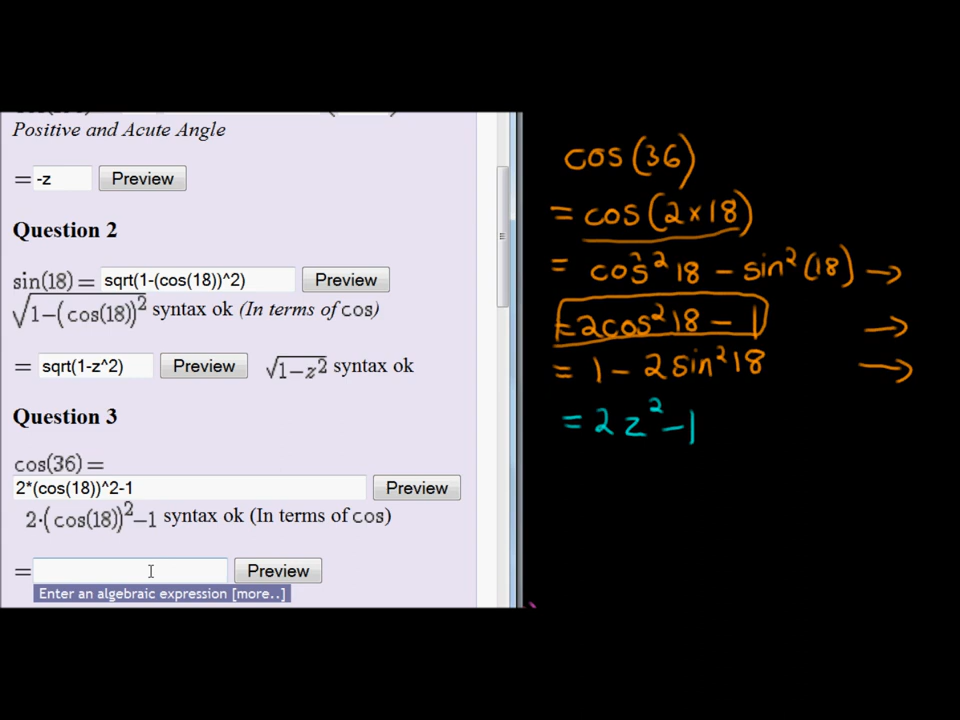 Positive and Acute Angle
= -z Preview
Question 2
sin(18) = sqrt(1-(cos(18))^2) Preview
√1−(cos(18))² syntax ok (In terms of cos)
= sqrt(1-z^2) Preview √1−z² syntax ok
Question 3
cos(36) =
2*(cos(18))^2-1 Preview
2·(cos(18))²−1 syntax ok (In terms of cos)
= Preview
Enter an algebraic expression [more..]
cos(36)
= cos(2×18)
= cos²18 − sin²(18) →
=2cos²18 − 1 →
= 1 − 2sin²18 →
= 2z²−1